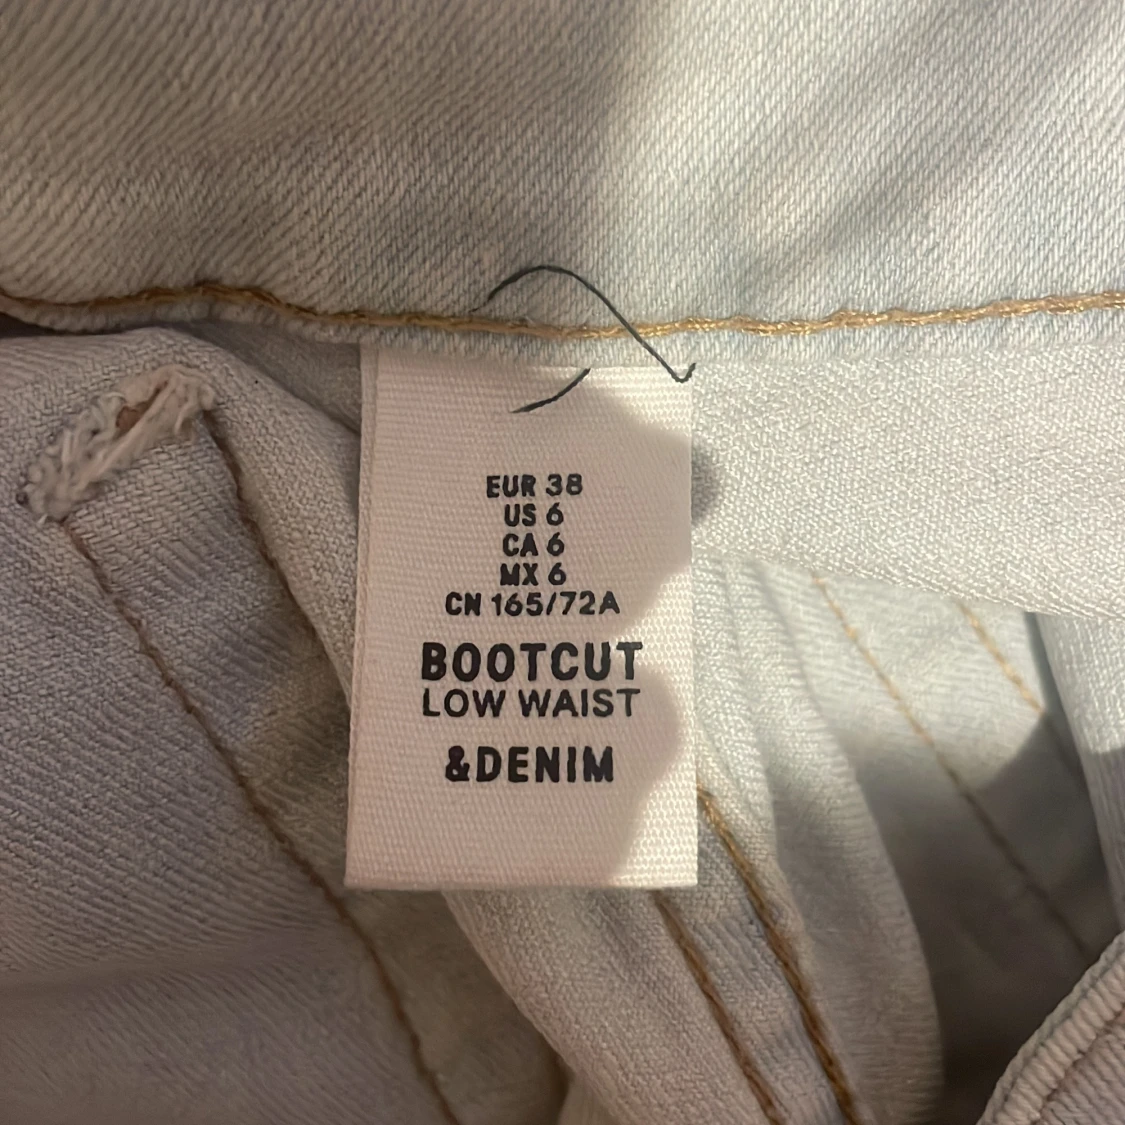 EUR 38
US 6
CA 6
MX 6
CN 165/72A
BOOTCUT
LOW WAIST
&DENIM